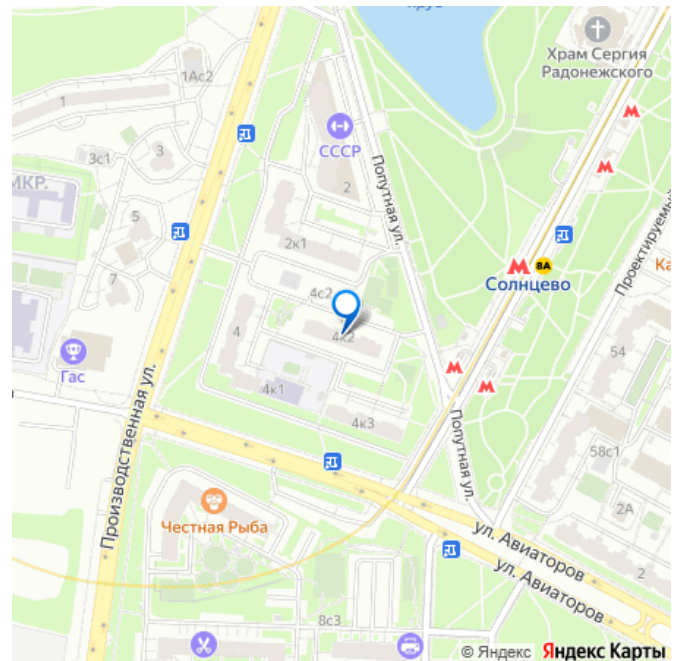 Храм Сергия
Радонежского
1Ас2
1
СССР
3с1
3
МКР.
2
Попутная ул.
5
2к1
8А
Солнцево
Проектируемый
Ка
7
4с2
4
4к2
Гас
54
4к1
4к3
58с1
Производственная ул.
Попутная ул.
2А
Честная Рыба
ул. Авиаторов
ул. Авиаторов
2
8с3
© Яндекс Яндекс Карты